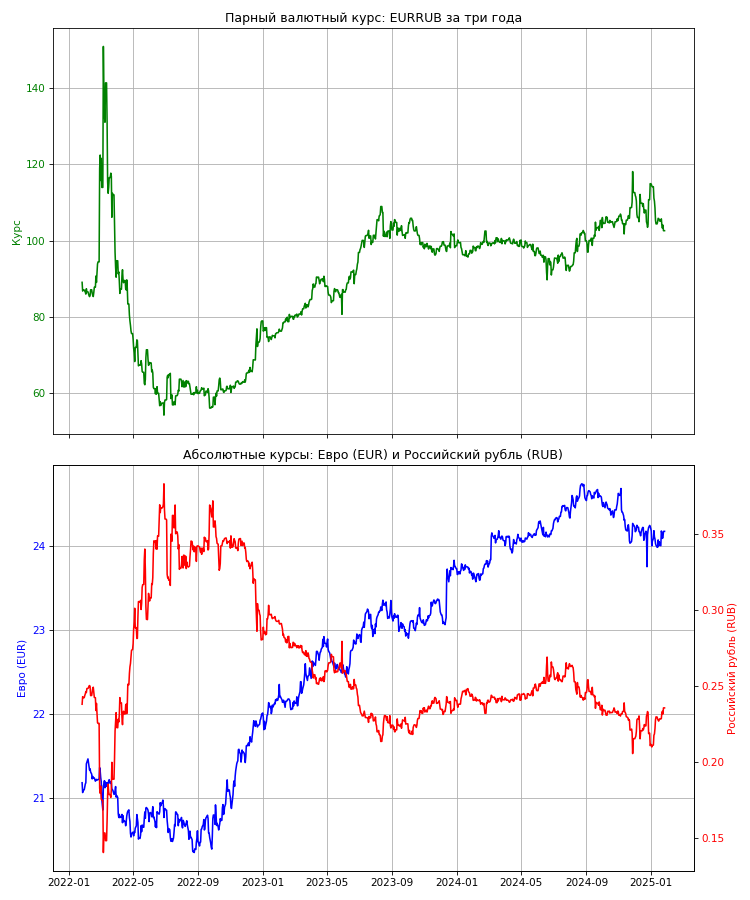 Парный валютный курс: EURRUB за три года
Курс
140
120
100
80
60
Абсолютные курсы: Евро (EUR) и Российский рубль (RUB)
Евро (EUR)
24
23
22
21
0.35
0.30
0.25
0.20
0.15
Российский рубль (RUB)
2022-01 2022-05 2022-09 2023-01 2023-05 2023-09 2024-01 2024-05 2024-09 2025-01